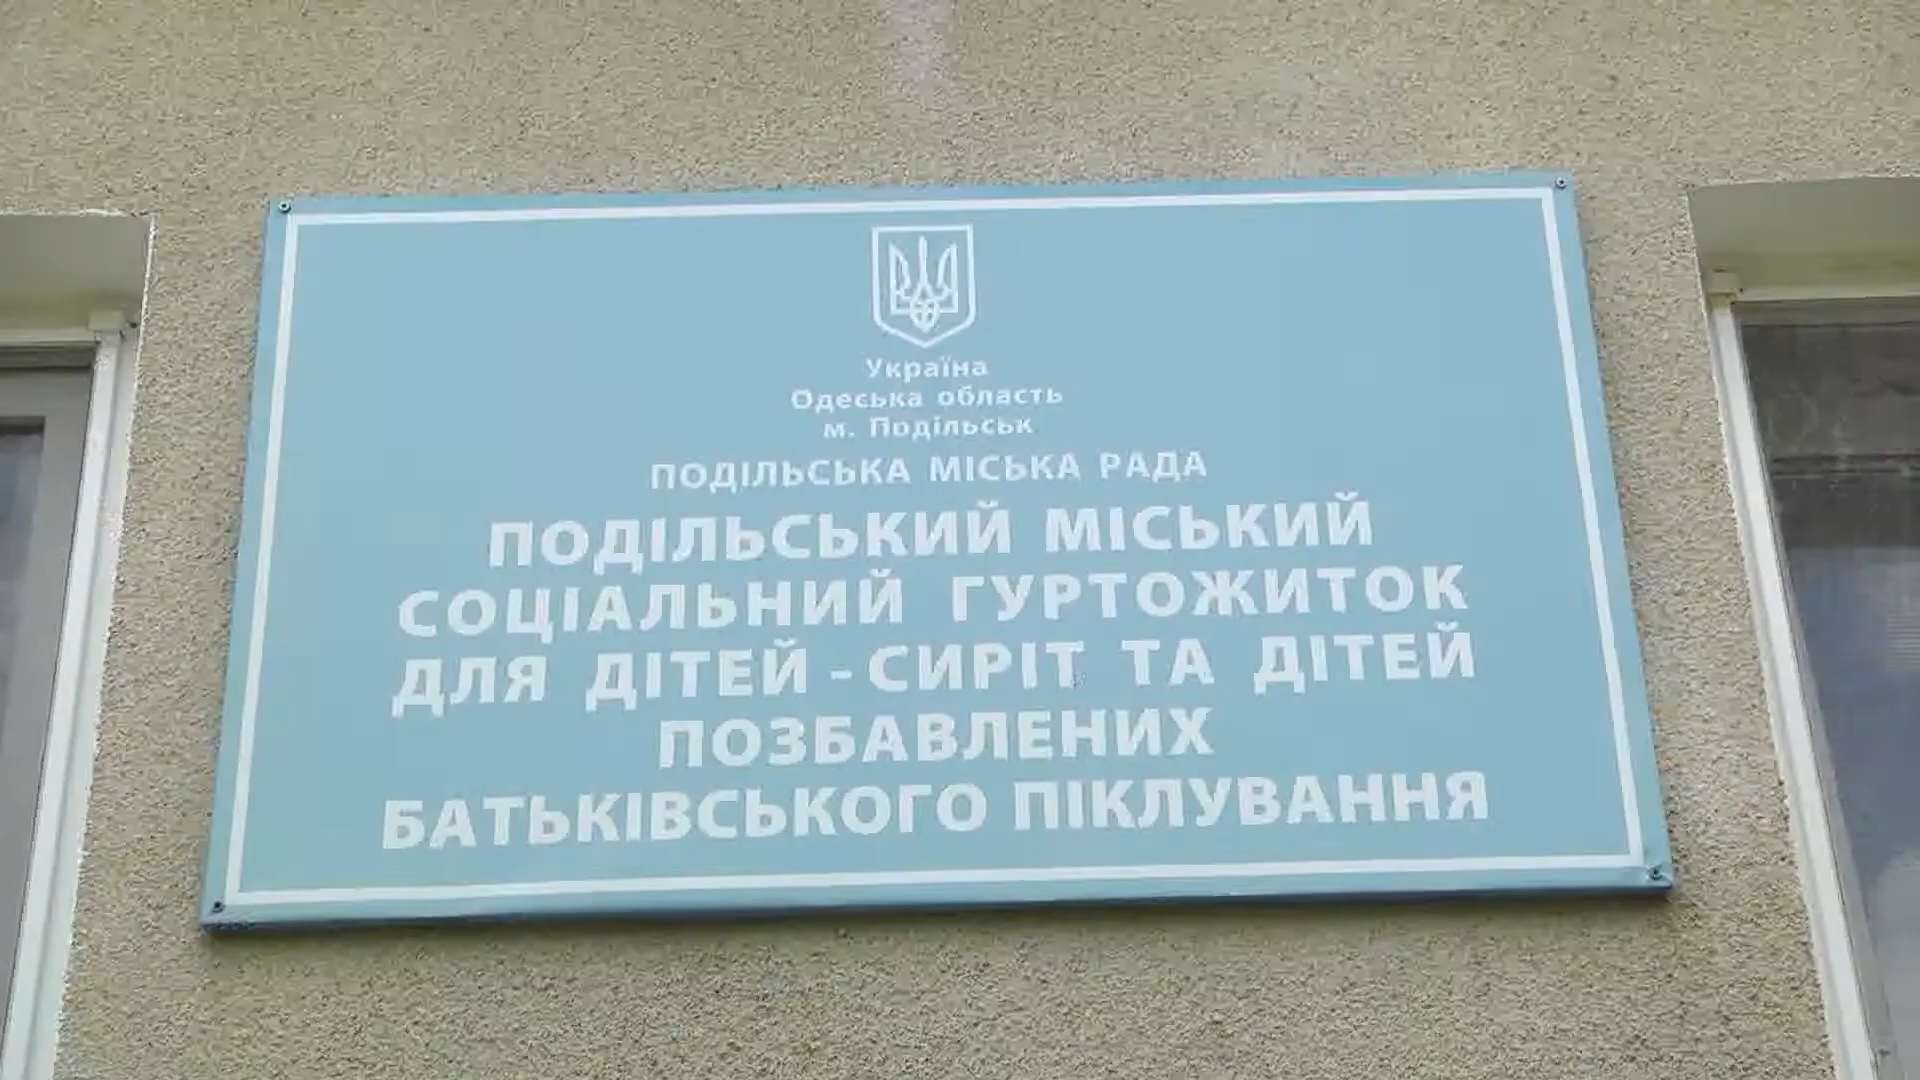 Україна
Одеська область
м. Подільськ
ПОДІЛЬСЬКА МІСЬКА РАДА
ПОДІЛЬСЬКИЙ МІСЬКИЙ
СОЦІАЛЬНИЙ ГУРТОЖИТОК
ДЛЯ ДІТЕЙ - СИРІТ ТА ДІТЕЙ
ПОЗБАВЛЕНИХ
БАТЬКІВСЬКОГО ПІКЛУВАННЯ